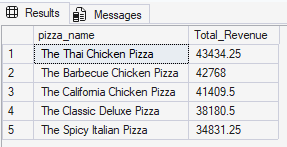 Results Messages
pizza_name Total_Revenue
1 The Thai Chicken Pizza 43434.25
2 The Barbecue Chicken Pizza 42768
3 The California Chicken Pizza 41409.5
4 The Classic Deluxe Pizza 38180.5
5 The Spicy Italian Pizza 34831.25